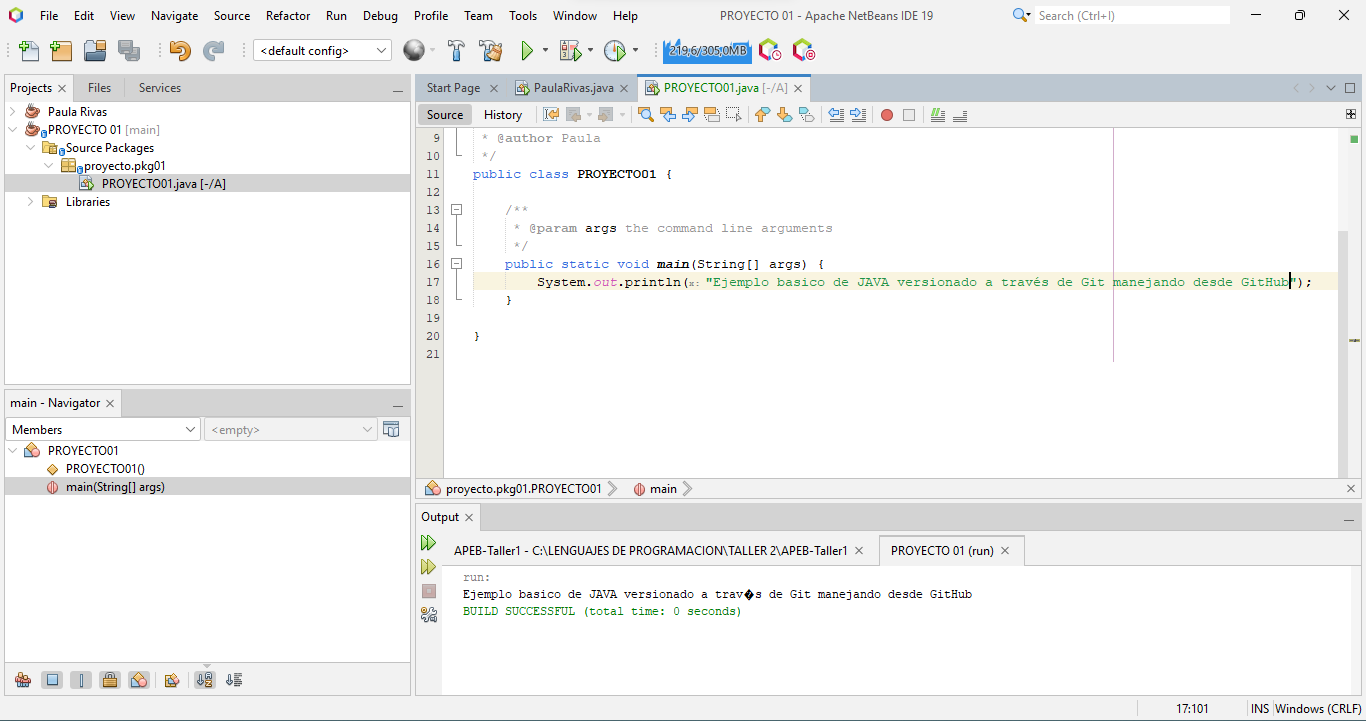 File Edit View Navigate Source Refactor Run Debug Profile Team Tools Window Help PROYECTO 01 - Apache NetBeans IDE 19 Search (Ctrl+I)
<default config> 219,6/305,0MB
Projects Files Services
Paula Rivas
PROYECTO 01 [main]
Source Packages
proyecto.pkg01
PROYECTO01.java [-/A]
Libraries
main - Navigator
Members <empty>
PROYECTO01
PROYECTO01()
main(String[] args)
Start Page PaulaRivas.java PROYECTO01.java [-/A]
Source History
9 * @author Paula
10 */
11 public class PROYECTO01 {
12
13 /**
14 * @param args the command line arguments
15 */
16 public static void main(String[] args) {
17 System.out.println(x: "Ejemplo basico de JAVA versionado a través de Git manejando desde GitHub");
18 }
19
20 }
21
proyecto.pkg01.PROYECTO01 main
Output
APEB-Taller1 - C:\LENGUAJES DE PROGRAMACION\TALLER 2\APEB-Taller1 PROYECTO 01 (run)
run:
Ejemplo basico de JAVA versionado a trav�s de Git manejando desde GitHub
BUILD SUCCESSFUL (total time: 0 seconds)
17:101 INS Windows (CRLF)